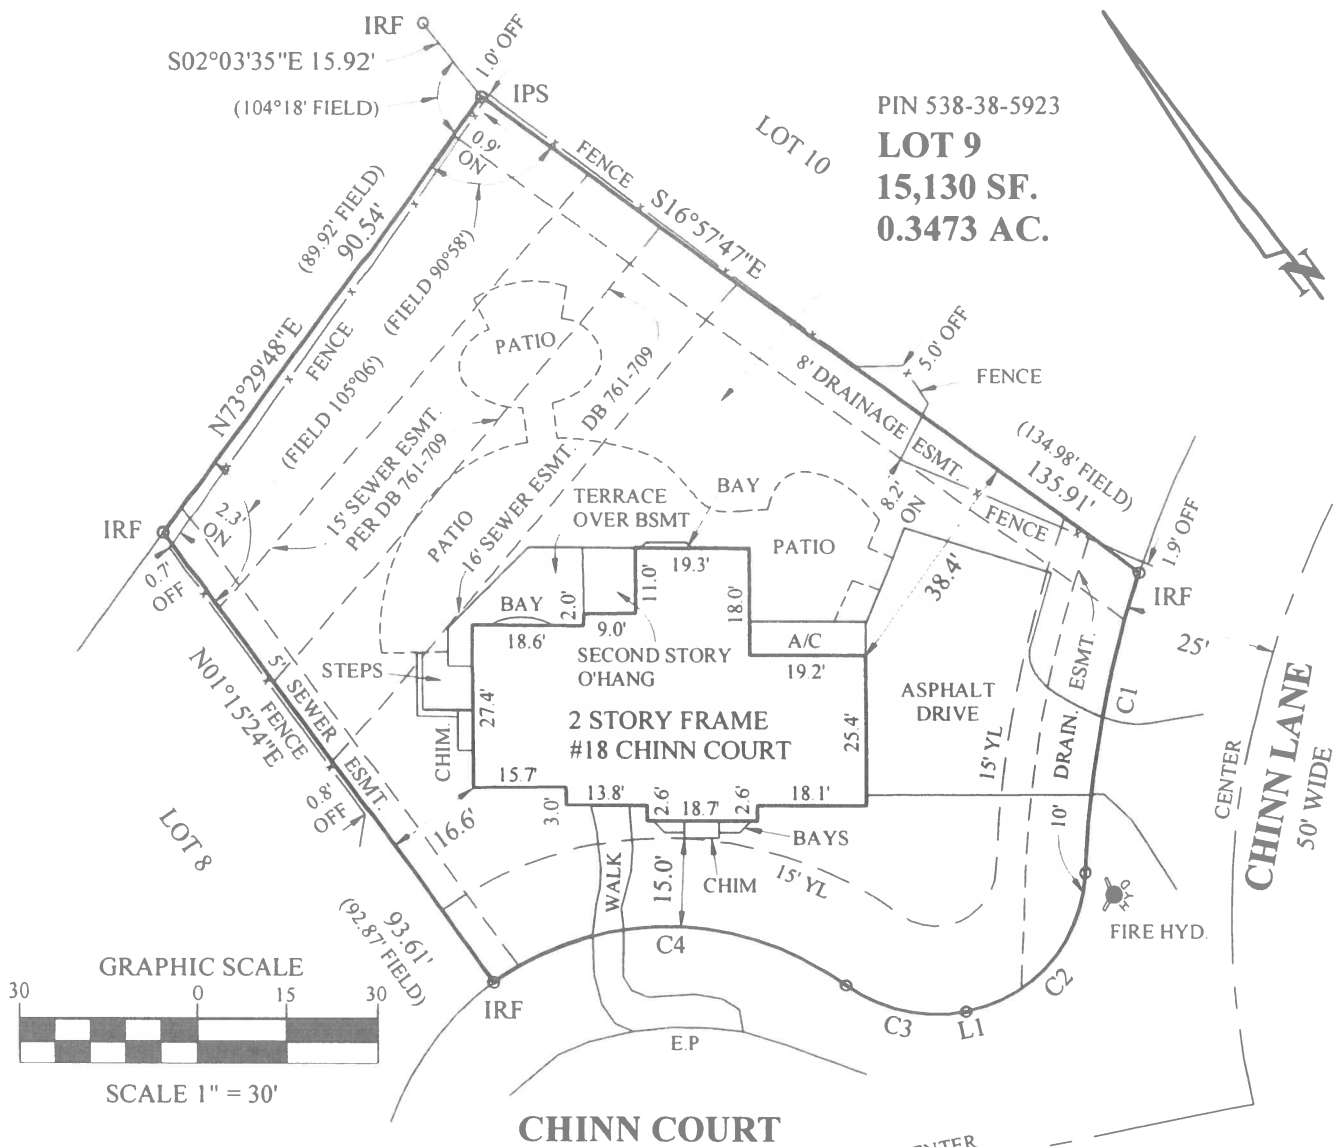 IRF
S02°03'35"E 15.92'
(104°18' FIELD)
1.0' OFF
IPS
LOT 10
PIN 538-38-5923
LOT 9
15,130 SF.
0.3473 AC.
N
0.9'
ON
FENCE
S16°57'47"E
(89.92' FIELD)
90.54'
(FIELD 90°58')
N73°29'48"E
FENCE
(FIELD 105°06')
PATIO
15' SEWER ESMT.
PER DB 761-709
16' SEWER ESMT.
DB 761-709
8' DRAINAGE ESMT.
5.0' OFF
FENCE
(134.98' FIELD)
135.91'
8.2'
ON
FENCE
1.9' OFF
IRF
IRF
2.3'
ON
0.7'
OFF
PATIO
TERRACE
OVER BSMT
BAY
PATIO
19.3'
11.0'
18.0'
38.4'
BAY
2.0'
9.0'
18.6'
SECOND STORY
O'HANG
A/C
19.2'
STEPS
27.4'
2 STORY FRAME
#18 CHINN COURT
25.4'
ASPHALT
DRIVE
15' YL
10'
DRAIN.
ESMT.
C1
25'
CENTER
CHINN LANE
50' WIDE
N01°15'24"E
5'
SEWER
ESMT.
FENCE
0.8'
OFF
CHIM.
15.7'
3.0'
13.8'
2.6'
18.7'
2.6'
18.1'
BAYS
CHIM
16.6'
WALK
15.0'
15' YL
LOT 8
93.61'
(92.87' FIELD)
IRF
C4
C3
L1
C2
HYD
FIRE HYD.
GRAPHIC SCALE
30 0 15 30
SCALE 1" = 30'
E.P
CHINN COURT
CENTER